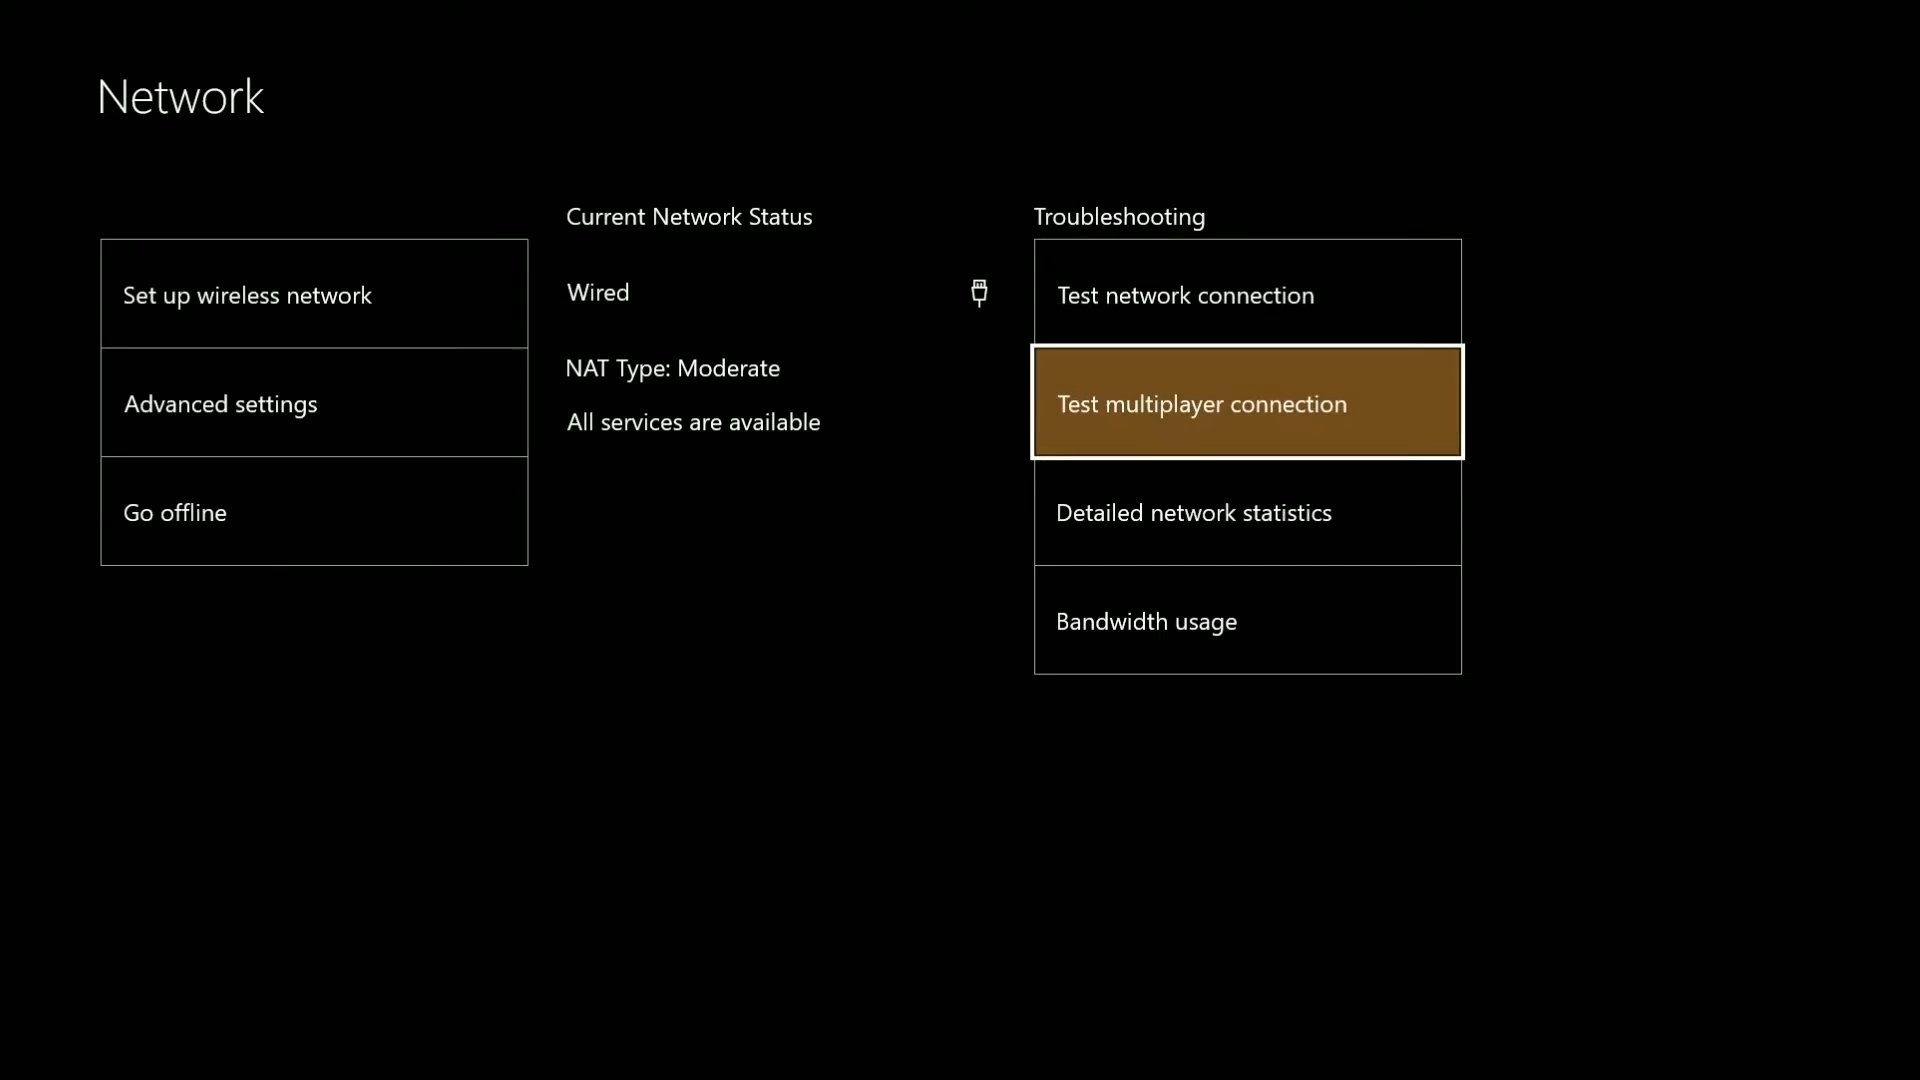 Network
Set up wireless network
Advanced settings
Go offline
Current Network Status
Wired
NAT Type: Moderate
All services are available
Troubleshooting
Test network connection
Test multiplayer connection
Detailed network statistics
Bandwidth usage